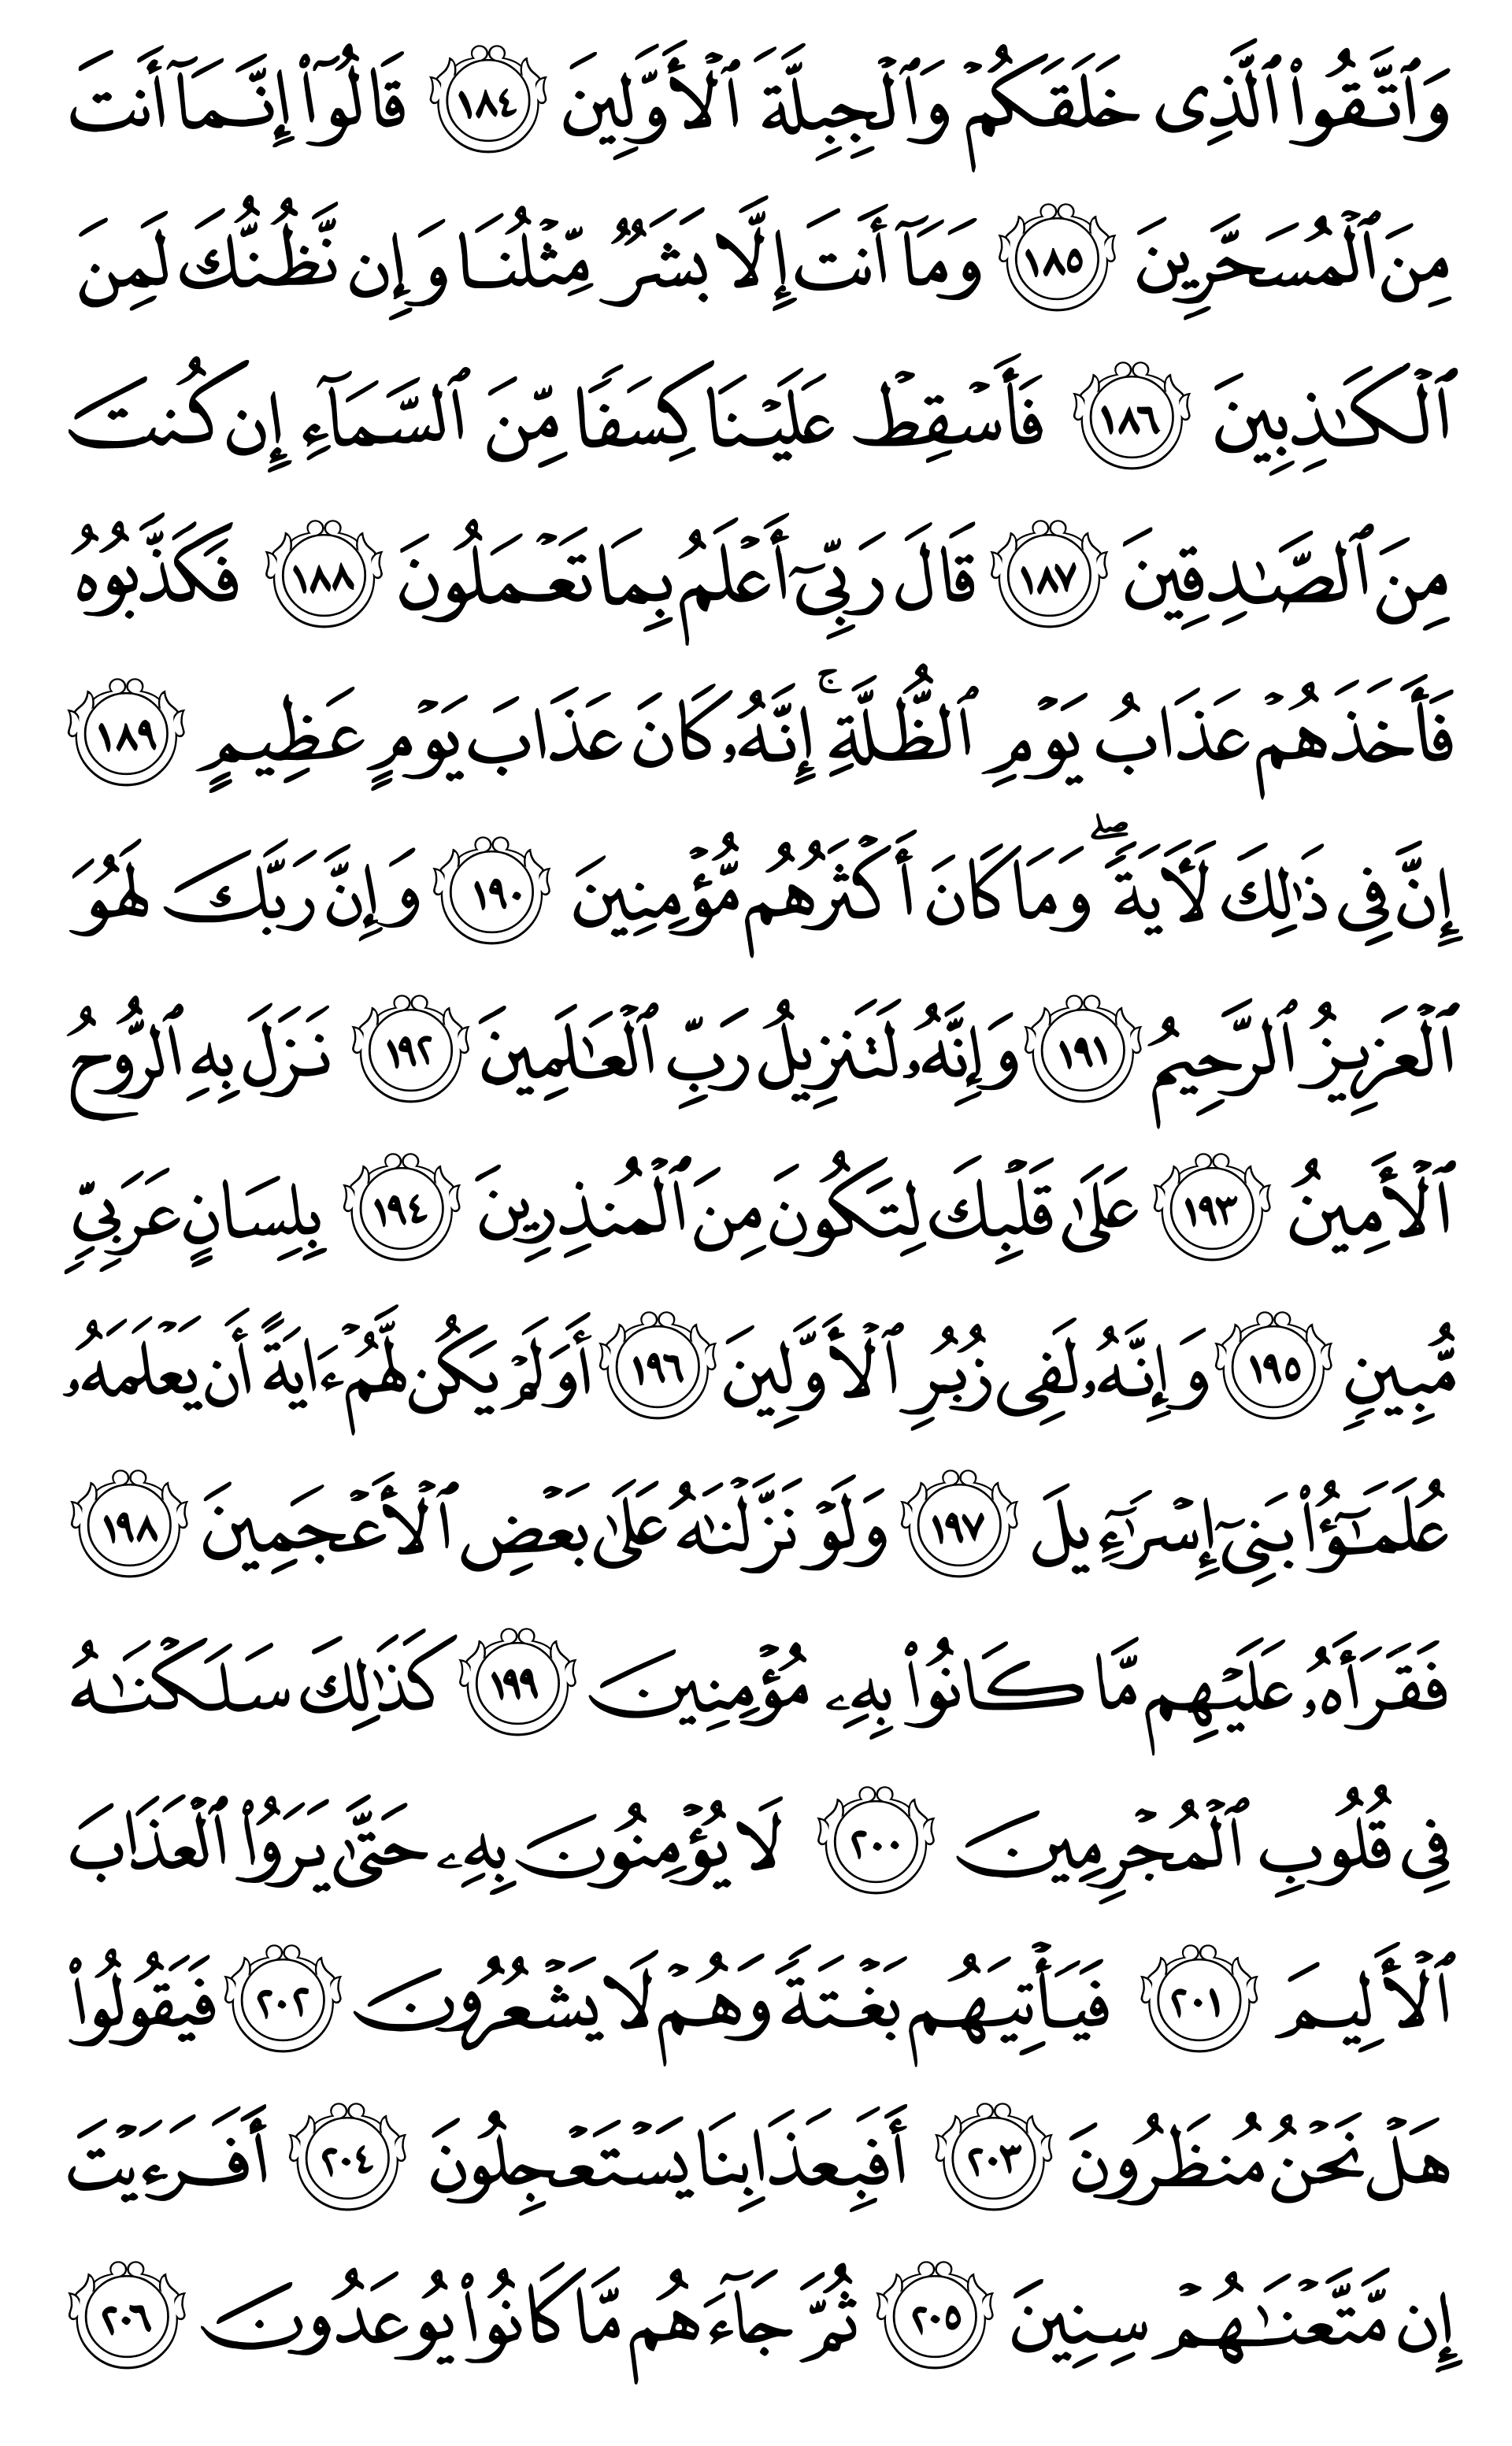 وَٱتَّقُوا۟ ٱلَّذِى خَلَقَكُمْ وَٱلْجِبِلَّةَ ٱلْأَوَّلِينَ ١٨٤ قَالُوٓا۟ إِنَّمَآ أَنتَ
مِنَ ٱلْمُسَحَّرِينَ ١٨٥ وَمَآ أَنتَ إِلَّا بَشَرٌ مِّثْلُنَا وَإِن نَّظُنُّكَ لَمِنَ
ٱلْكَـٰذِبِينَ ١٨٦ فَأَسْقِطْ عَلَيْنَا كِسَفًا مِّنَ ٱلسَّمَآءِ إِن كُنتَ
مِنَ ٱلصَّـٰدِقِينَ ١٨٧ قَالَ رَبِّىٓ أَعْلَمُ بِمَا تَعْمَلُونَ ١٨٨ فَكَذَّبُوهُ
فَأَخَذَهُمْ عَذَابُ يَوْمِ ٱلظُّلَّةِ ۚ إِنَّهُۥ كَانَ عَذَابَ يَوْمٍ عَظِيمٍ ١٨٩
إِنَّ فِى ذَٰلِكَ لَـَٔايَةً ۖ وَمَا كَانَ أَكْثَرُهُم مُّؤْمِنِينَ ١٩٠ وَإِنَّ رَبَّكَ لَهُوَ
ٱلْعَزِيزُ ٱلرَّحِيمُ ١٩١ وَإِنَّهُۥ لَتَنزِيلُ رَبِّ ٱلْعَـٰلَمِينَ ١٩٢ نَزَلَ بِهِ ٱلرُّوحُ
ٱلْأَمِينُ ١٩٣ عَلَىٰ قَلْبِكَ لِتَكُونَ مِنَ ٱلْمُنذِرِينَ ١٩٤ بِلِسَانٍ عَرَبِىٍّ
مُّبِينٍ ١٩٥ وَإِنَّهُۥ لَفِى زُبُرِ ٱلْأَوَّلِينَ ١٩٦ أَوَلَمْ يَكُن لَّهُمْ ءَايَةً أَن يَعْلَمَهُۥ
عُلَمَـٰٓؤُا۟ بَنِىٓ إِسْرَٰٓءِيلَ ١٩٧ وَلَوْ نَزَّلْنَـٰهُ عَلَىٰ بَعْضِ ٱلْأَعْجَمِينَ ١٩٨
فَقَرَأَهُۥ عَلَيْهِم مَّا كَانُوا۟ بِهِۦ مُؤْمِنِينَ ١٩٩ كَذَٰلِكَ سَلَكْنَـٰهُ
فِى قُلُوبِ ٱلْمُجْرِمِينَ ٢٠٠ لَا يُؤْمِنُونَ بِهِۦ حَتَّىٰ يَرَوُا۟ ٱلْعَذَابَ
ٱلْأَلِيمَ ٢٠١ فَيَأْتِيَهُم بَغْتَةً وَهُمْ لَا يَشْعُرُونَ ٢٠٢ فَيَقُولُوا۟
هَلْ نَحْنُ مُنظَرُونَ ٢٠٣ أَفَبِعَذَابِنَا يَسْتَعْجِلُونَ ٢٠٤ أَفَرَءَيْتَ
إِن مَّتَّعْنَـٰهُمْ سِنِينَ ٢٠٥ ثُمَّ جَآءَهُم مَّا كَانُوا۟ يُوعَدُونَ ٢٠٦